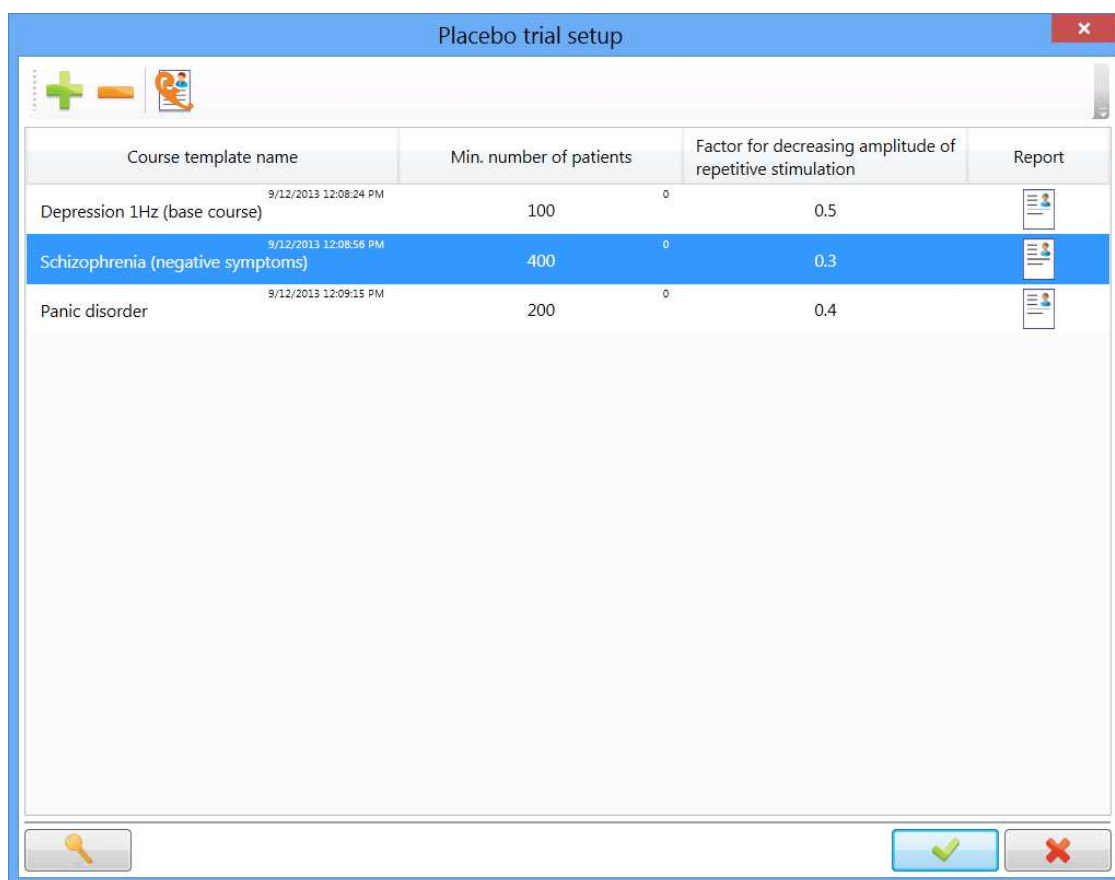 Placebo trial setup
Course template name
Min. number of patients
Factor for decreasing amplitude of
repetitive stimulation
Report
9/12/2013 12:08:24 PM
Depression 1Hz (base course)
0
100
0.5
9/12/2013 12:08:56 PM
Schizophrenia (negative symptoms)
0
400
0.3
9/12/2013 12:09:15 PM
Panic disorder
0
200
0.4